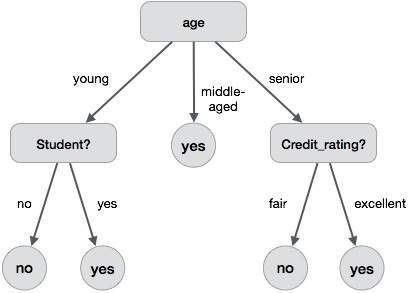 age
young
middle-
aged
senior
Student?
yes
Credit_rating?
no
yes
fair
excellent
no
yes
no
yes